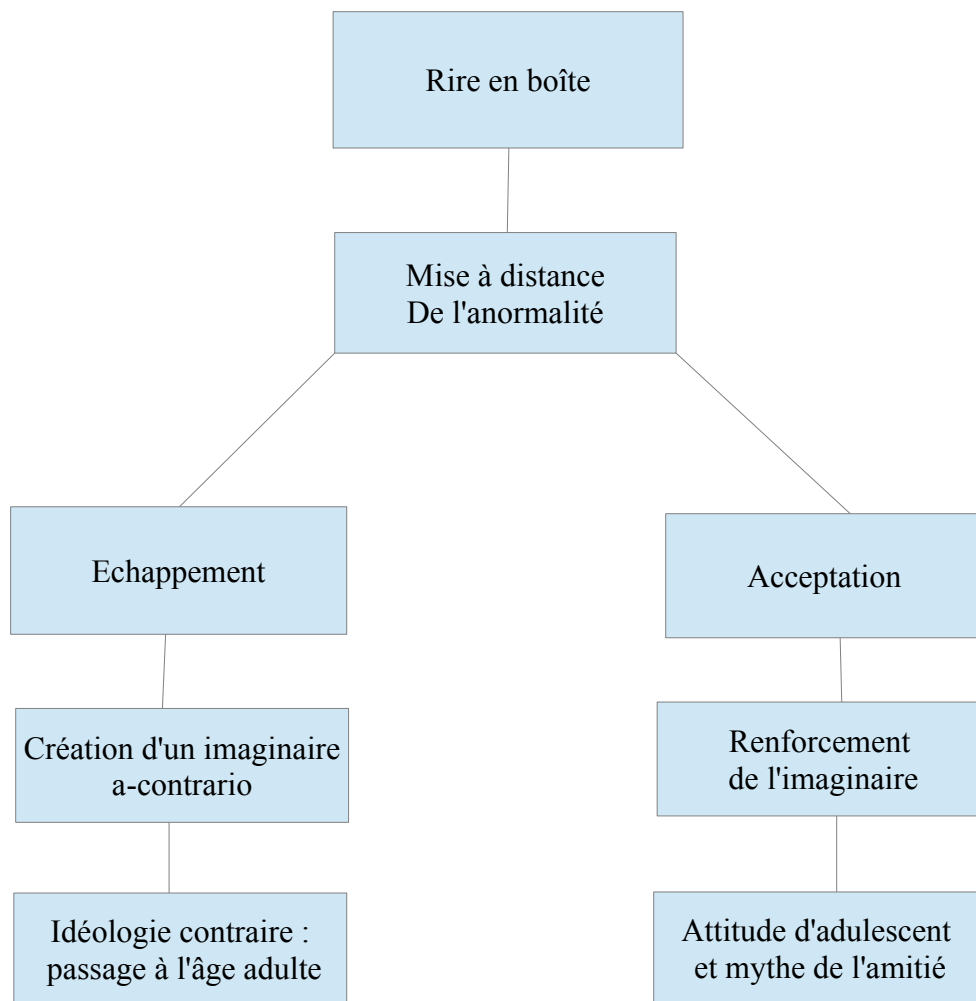 Rire en boîte
Mise à distance
De l'anormalité
Echappement
Acceptation
Création d'un imaginaire
a-contrario
Renforcement
de l'imaginaire
Idéologie contraire :
passage à l'âge adulte
Attitude d'adulescent
et mythe de l'amitié